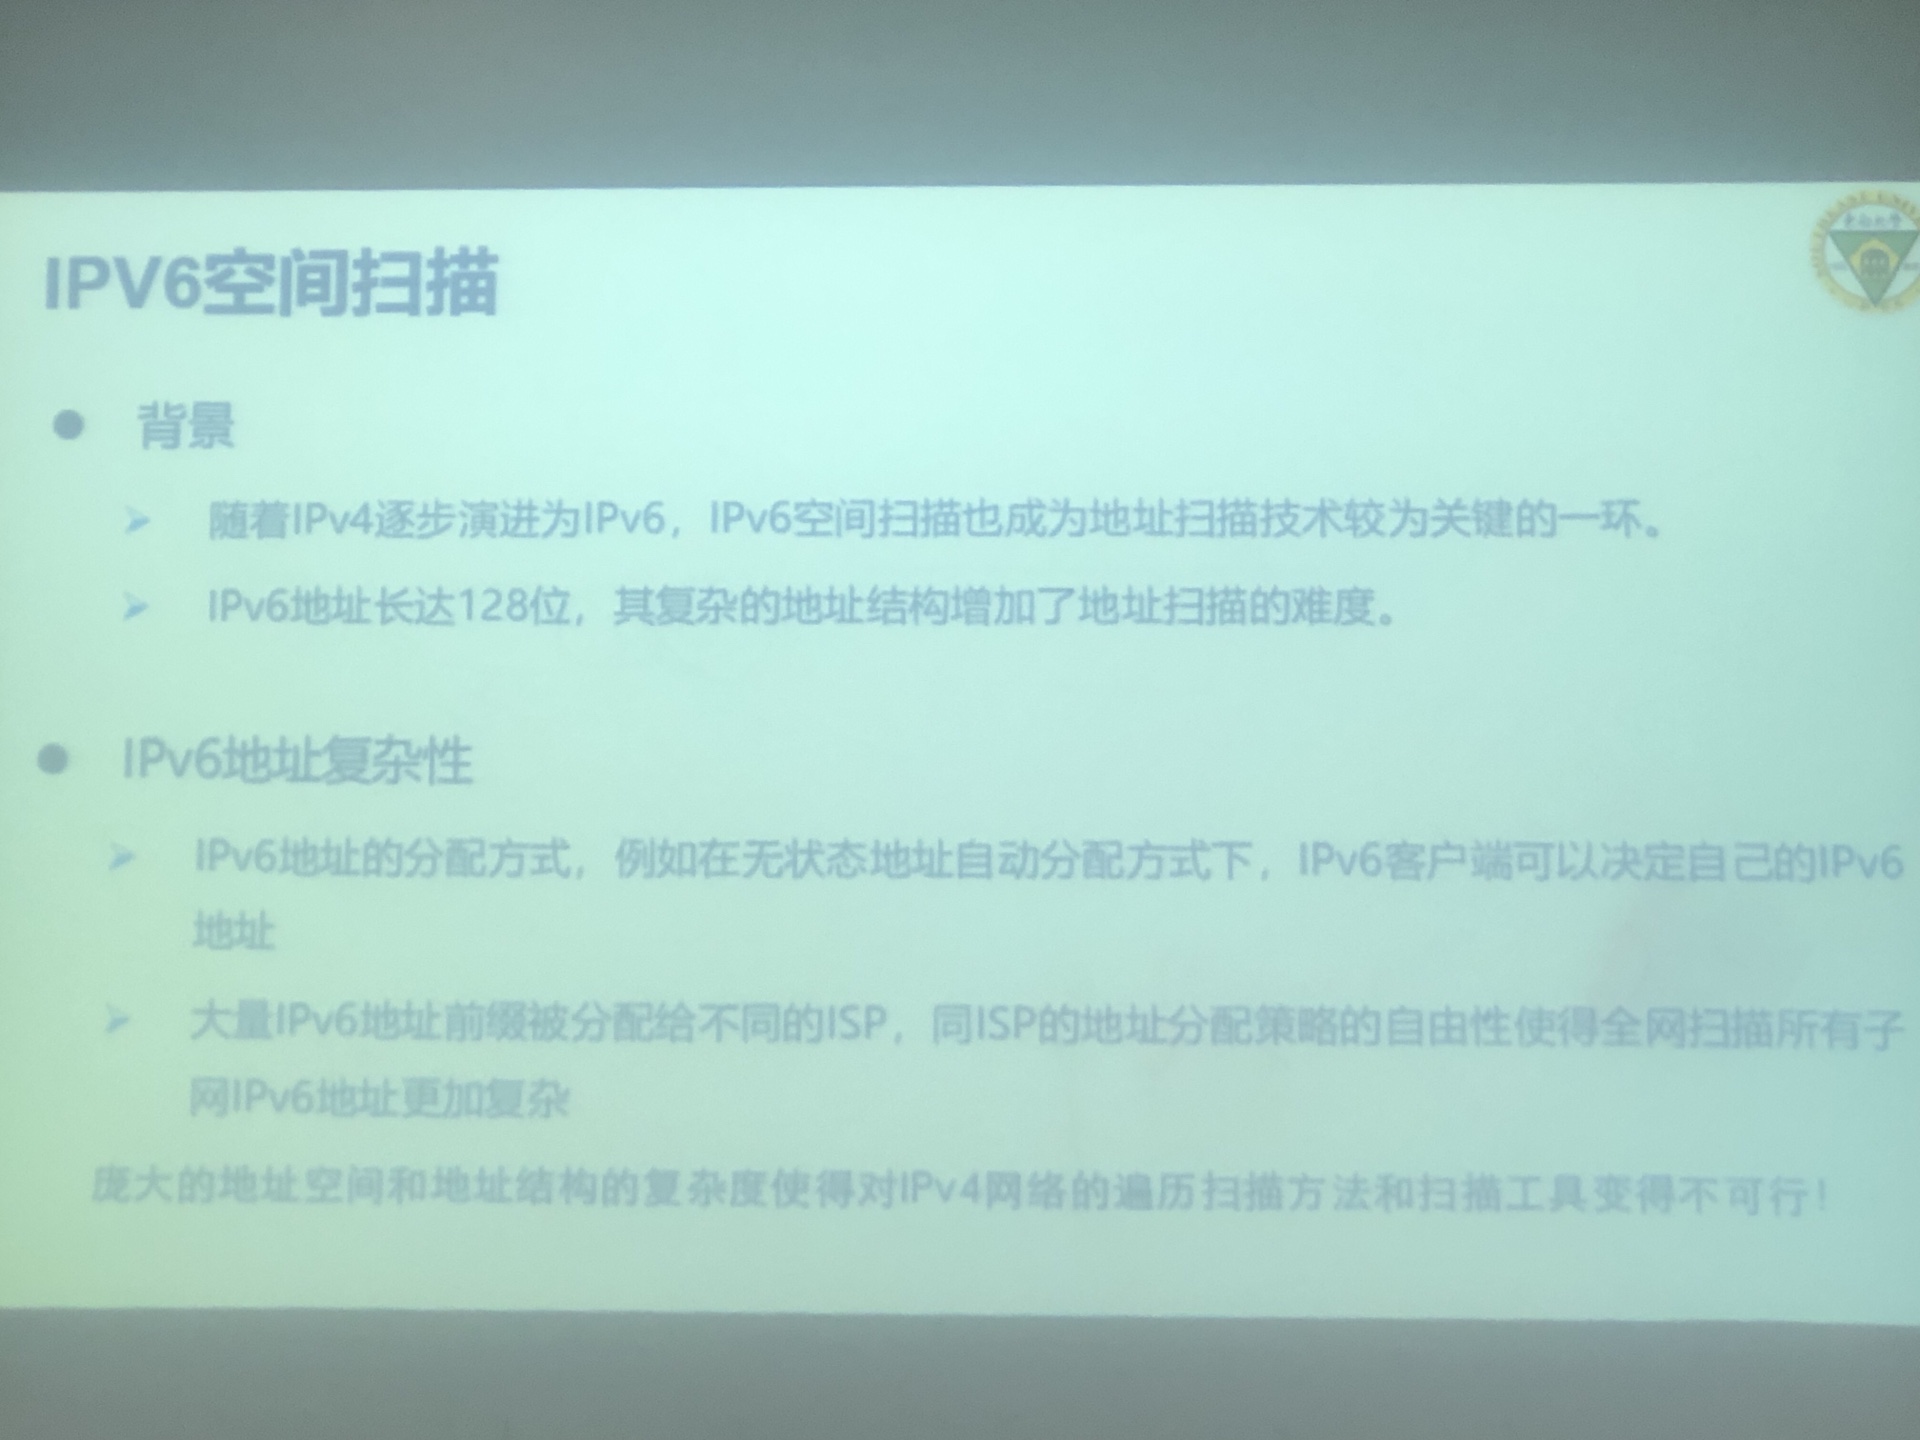 IPV6空间扫描
背景
随着IPv4逐步演进为IPv6，IPv6空间扫描也成为地址扫描技术较为关键的一环。
IPv6地址长达128位，其复杂的地址结构增加了地址扫描的难度。
IPv6地址复杂性
IPv6地址的分配方式，例如在无状态地址自动分配方式下，IPv6客户端可以决定自己的IPv6
地址
大量IPv6地址前缀被分配给不同的ISP，同ISP的地址分配策略的自由性使得全网扫描所有子
网IPv6地址更加复杂
庞大的地址空间和地址结构的复杂度使得对IPv4网络的遍历扫描方法和扫描工具变得不可行！